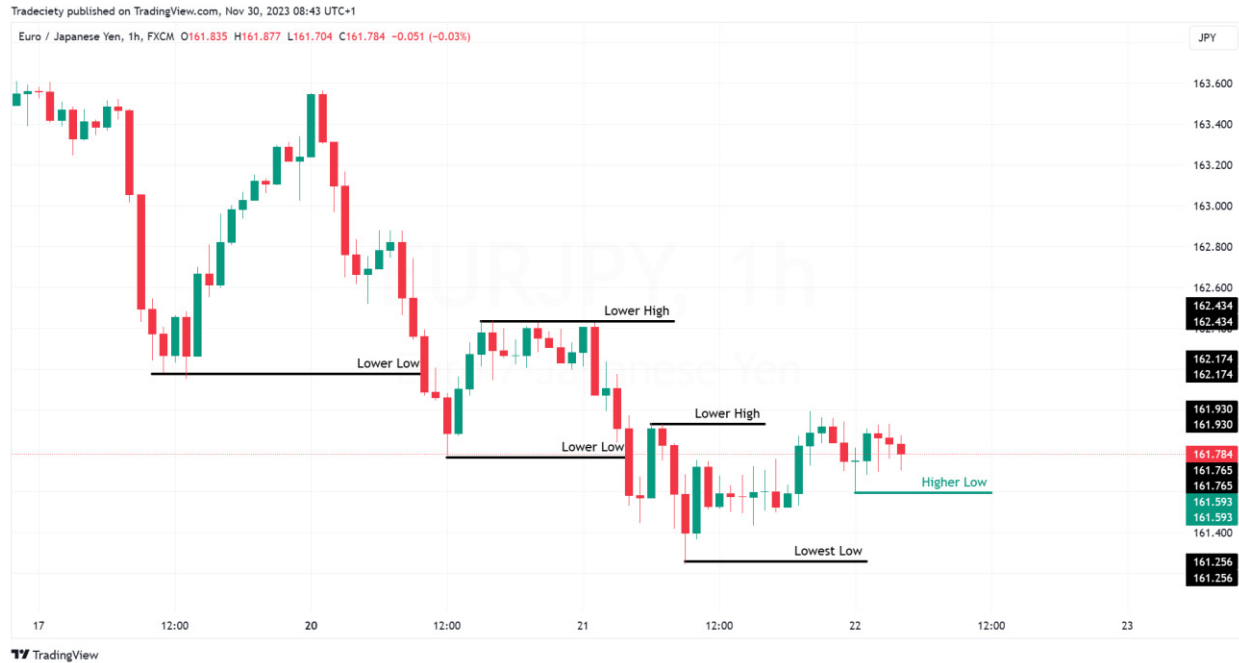 Tradeciety published on TradingView.com, Nov 30, 2023 08:43 UTC+1
Euro / Japanese Yen, 1h, FXCM O161.835 H161.877 L161.704 C161.784 −0.051 (−0.03%)
JPY
163.600
163.400
163.200
163.000
162.800
EURJPY, 1h
162.600
Lower High
162.434
162.434
Lower Low
Japanese Yen
162.174
162.174
Lower High
161.930
161.930
Lower Low
161.784
161.765
161.765
Higher Low
161.593
161.593
161.400
Lowest Low
161.256
161.256
17 12:00 20 12:00 21 12:00 22 12:00 23
TradingView